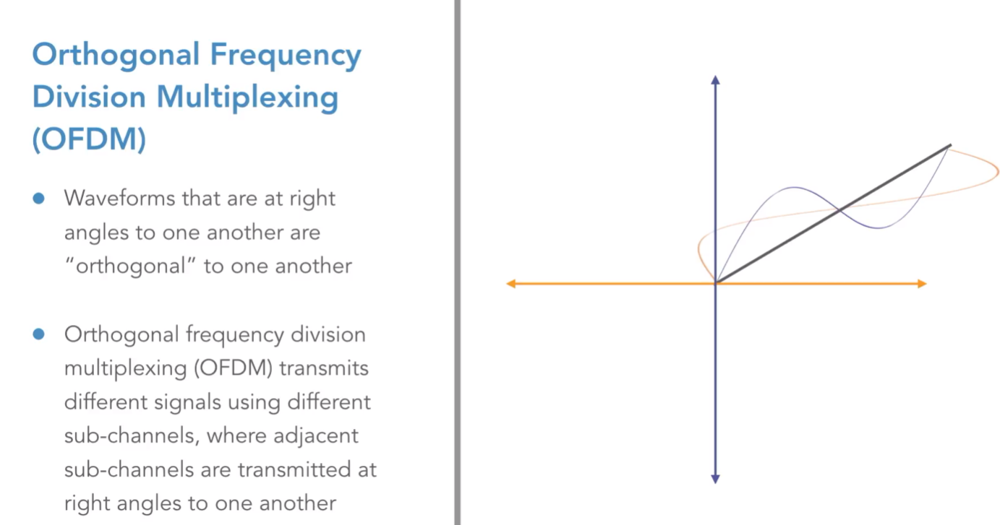 Orthogonal Frequency
Division Multiplexing
(OFDM)
Waveforms that are at right
angles to one another are
“orthogonal” to one another
Orthogonal frequency division
multiplexing (OFDM) transmits
different signals using different
sub-channels, where adjacent
sub-channels are transmitted at
right angles to one another